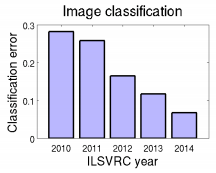 Image classification
Classification error
0.3
0.2
0.1
0
2010 2011 2012 2013 2014
ILSVRC year